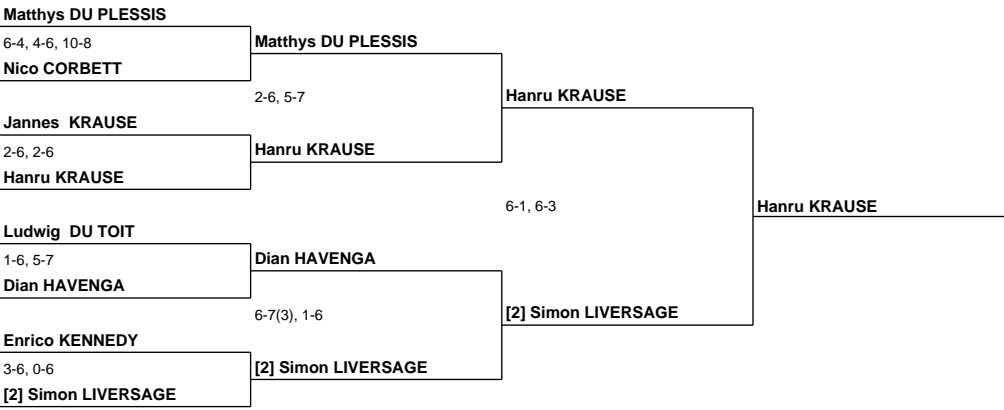 Matthys DU PLESSIS
6-4, 4-6, 10-8
Matthys DU PLESSIS
Nico CORBETT
2-6, 5-7
Hanru KRAUSE
Jannes KRAUSE
2-6, 2-6
Hanru KRAUSE
Hanru KRAUSE
6-1, 6-3
Hanru KRAUSE
Ludwig DU TOIT
1-6, 5-7
Dian HAVENGA
Dian HAVENGA
6-7(3), 1-6
[2] Simon LIVERSAGE
Enrico KENNEDY
3-6, 0-6
[2] Simon LIVERSAGE
[2] Simon LIVERSAGE